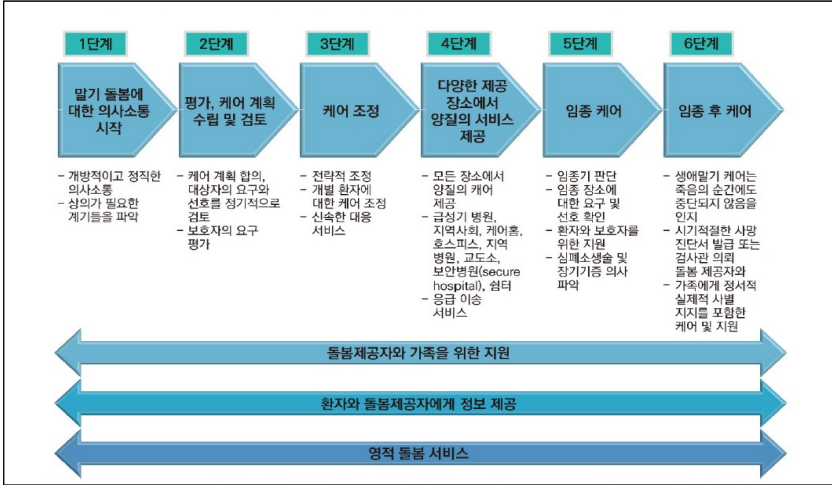 1단계
말기 돌봄에
대한 의사소통
시작
- 개방적이고 정직한
의사소통
- 상의가 필요한
계기들을 파악
2단계
평가, 케어 계획
수립 및 검토
- 케어 계획 합의,
대상자의 요구와
선호를 정기적으로
검토
- 보호자의 요구
평가
3단계
케어 조정
- 전략적 조정
- 개별 환자에
대한 케어 조정
- 신속한 대응
서비스
4단계
다양한 제공
장소에서
양질의 서비스
제공
- 모든 장소에서
양질의 캐어
제공
- 급성기 병원,
지역사회, 케어홈,
호스피스, 지역
병원, 교도소,
보안병원(secure
hospital), 쉼터
- 응급 이송
서비스
5단계
임종 케어
- 임종기 판단
- 임종 장소에
대한 요구 및
선호 확인
- 환자와 보호자를
위한 지원
- 심폐소생술 및
장기기증 의사
파악
6단계
임종 후 케어
- 생애말기 케어는
죽음의 순간에도
중단되지 않음을
인지
- 시기적절한 사망
진단서 발급 또는
검사관 의뢰
돌봄 제공자와
- 가족에게 정서적
실제적 사별
지지를 포함한
케어 및 지원
돌봄제공자와 가족을 위한 지원
환자와 돌봄제공자에게 정보 제공
영적 돌봄 서비스